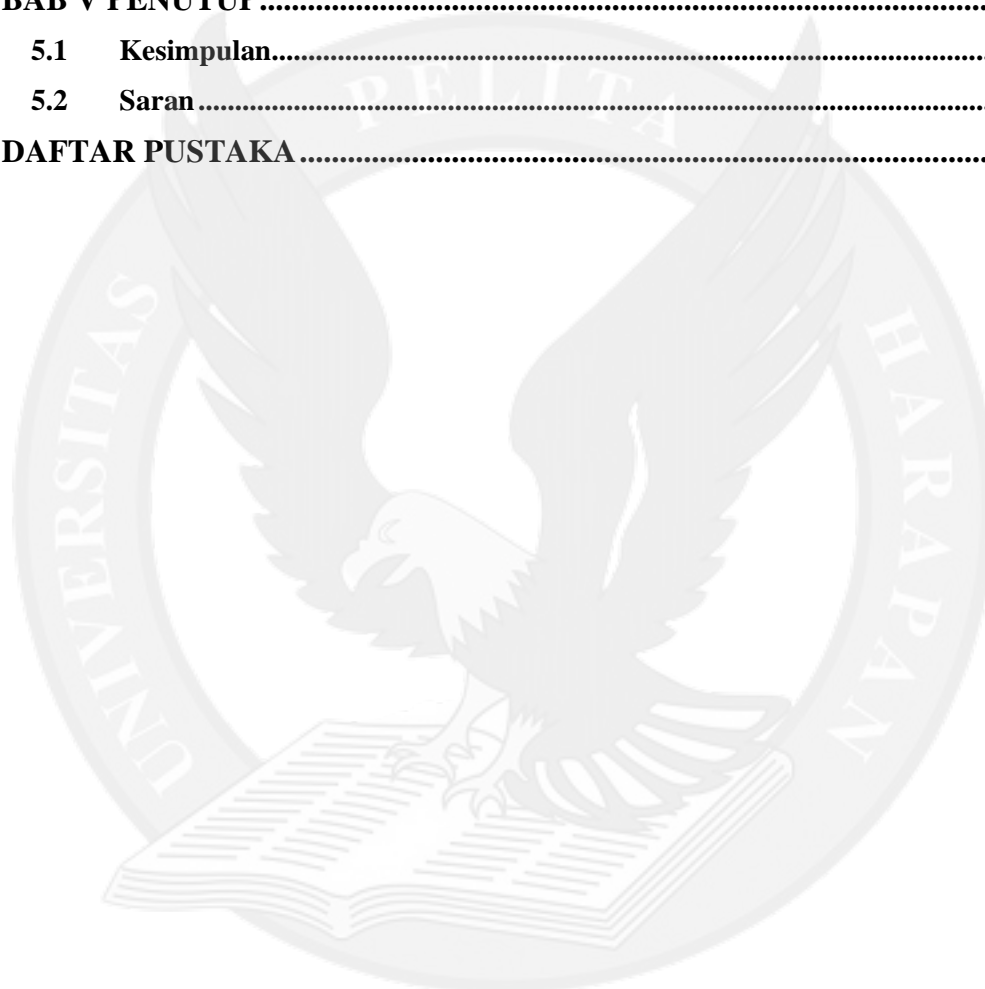 BAB V PENUTUP..........................................................................................
5.1 Kesimpulan..........................................................................................
5.2 Saran..........................................................................................
DAFTAR PUSTAKA..........................................................................................
UNIVERSITAS PELITA HARAPAN